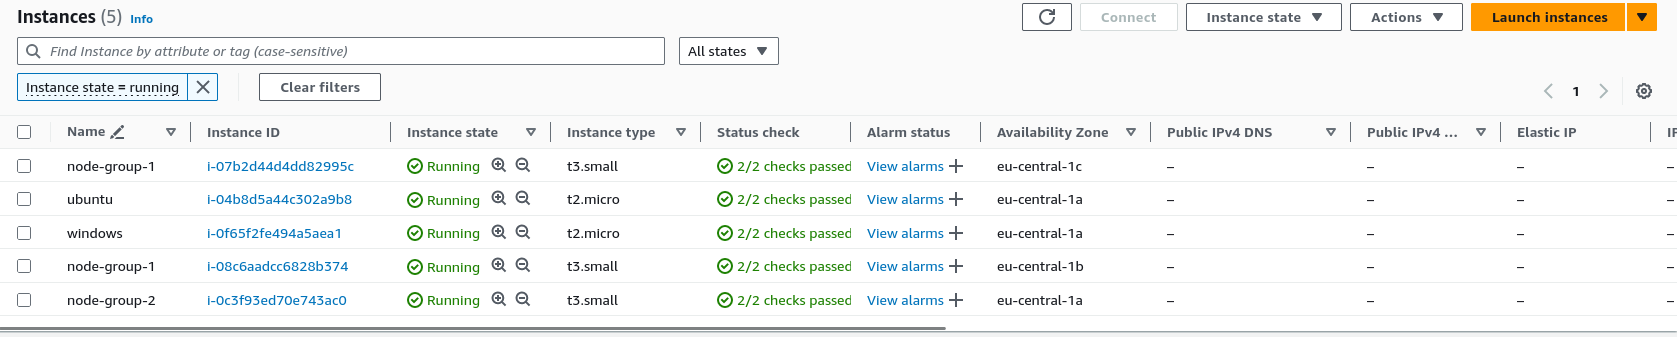 Instances (5) Info
Connect Instance state Actions Launch instances
Find Instance by attribute or tag (case-sensitive) All states
Instance state = running Clear filters
1
Name Instance ID Instance state Instance type Status check Alarm status Availability Zone Public IPv4 DNS Public IPv4 ... Elastic IP
node-group-1 i-07b2d44d4dd82995c Running t3.small 2/2 checks passed View alarms + eu-central-1c – – – –
ubuntu i-04b8d5a44c302a9b8 Running t2.micro 2/2 checks passed View alarms + eu-central-1a – – – –
windows i-0f65f2fe494a5aea1 Running t2.micro 2/2 checks passed View alarms + eu-central-1a – – – –
node-group-1 i-08c6aadcc6828b374 Running t3.small 2/2 checks passed View alarms + eu-central-1b – – – –
node-group-2 i-0c3f93ed70e743ac0 Running t3.small 2/2 checks passed View alarms + eu-central-1a – – – –